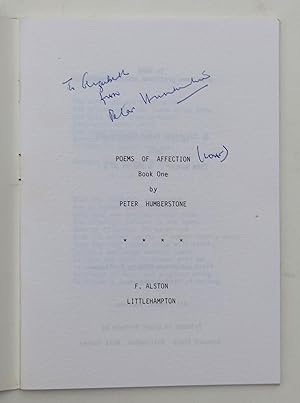 To Elizabeth
from
Peter Humberstone
POEMS OF AFFECTION (LOVE)
Book One
by
PETER HUMBERSTONE
* * * *
F. ALSTON
LITTLEHAMPTON